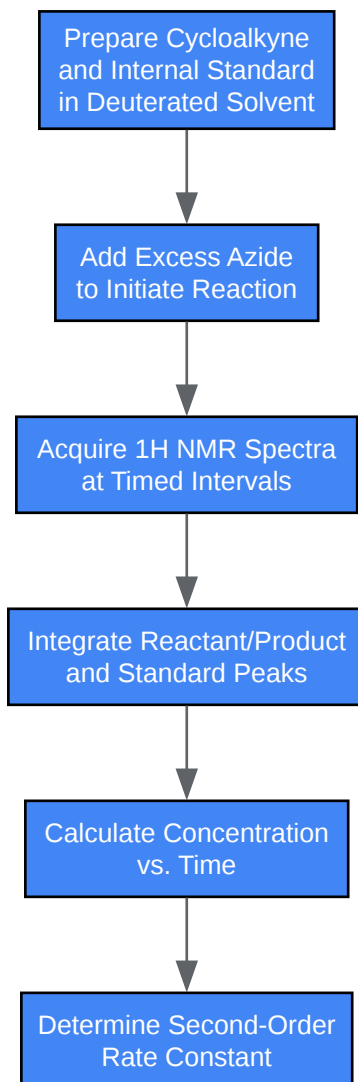 Prepare Cycloalkyne
and Internal Standard
in Deuterated Solvent
Add Excess Azide
to Initiate Reaction
Acquire 1H NMR Spectra
at Timed Intervals
Integrate Reactant/Product
and Standard Peaks
Calculate Concentration
vs. Time
Determine Second-Order
Rate Constant